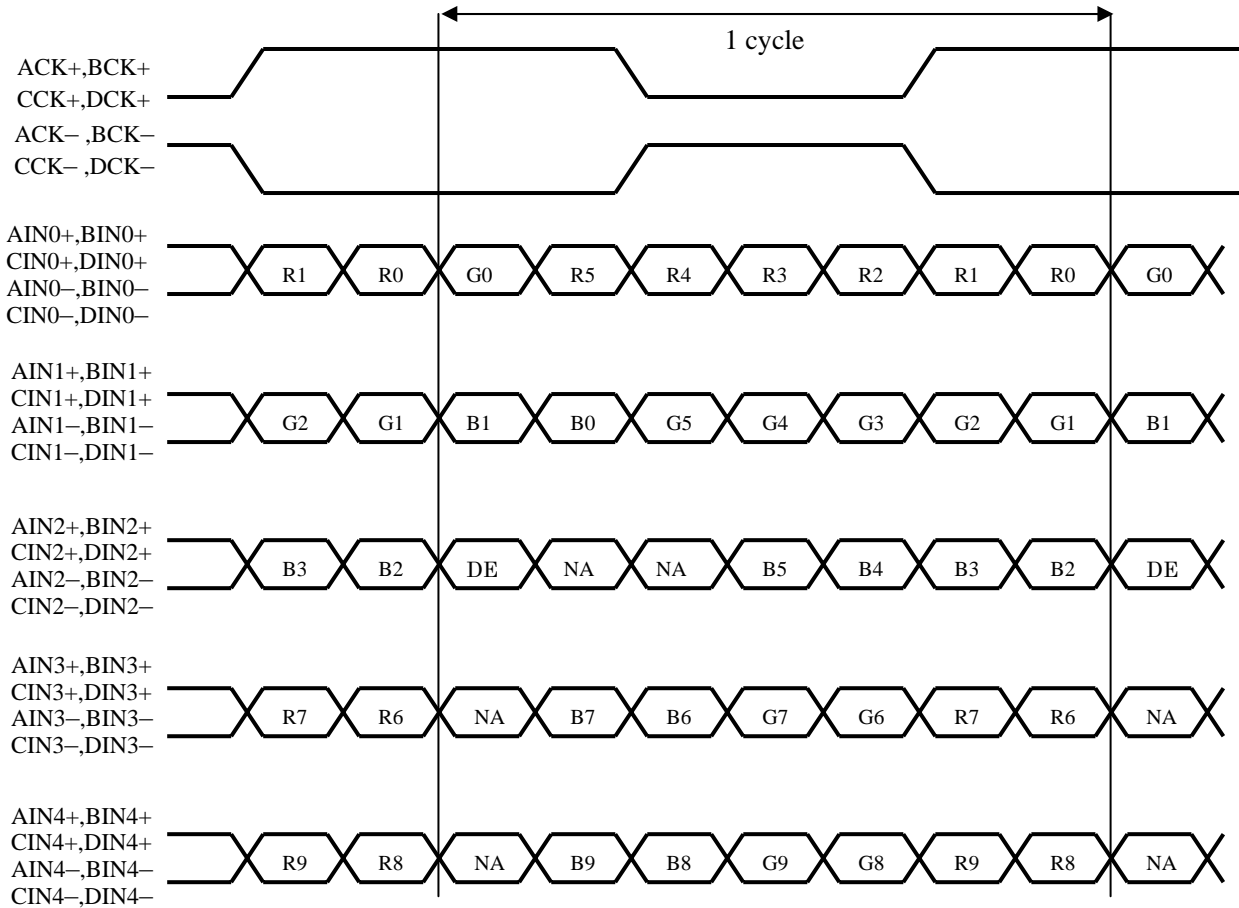 1 cycle
ACK+,BCK+
CCK+,DCK+
ACK– ,BCK–
CCK– ,DCK–
AIN0+,BIN0+
CIN0+,DIN0+
AIN0–,BIN0–
CIN0–,DIN0–
R1 R0 G0 R5 R4 R3 R2 R1 R0 G0
AIN1+,BIN1+
CIN1+,DIN1+
AIN1–,BIN1–
CIN1–,DIN1–
G2 G1 B1 B0 G5 G4 G3 G2 G1 B1
AIN2+,BIN2+
CIN2+,DIN2+
AIN2–,BIN2–
CIN2–,DIN2–
B3 B2 DE NA NA B5 B4 B3 B2 DE
AIN3+,BIN3+
CIN3+,DIN3+
AIN3–,BIN3–
CIN3–,DIN3–
R7 R6 NA B7 B6 G7 G6 R7 R6 NA
AIN4+,BIN4+
CIN4+,DIN4+
AIN4–,BIN4–
CIN4–,DIN4–
R9 R8 NA B9 B8 G9 G8 R9 R8 NA